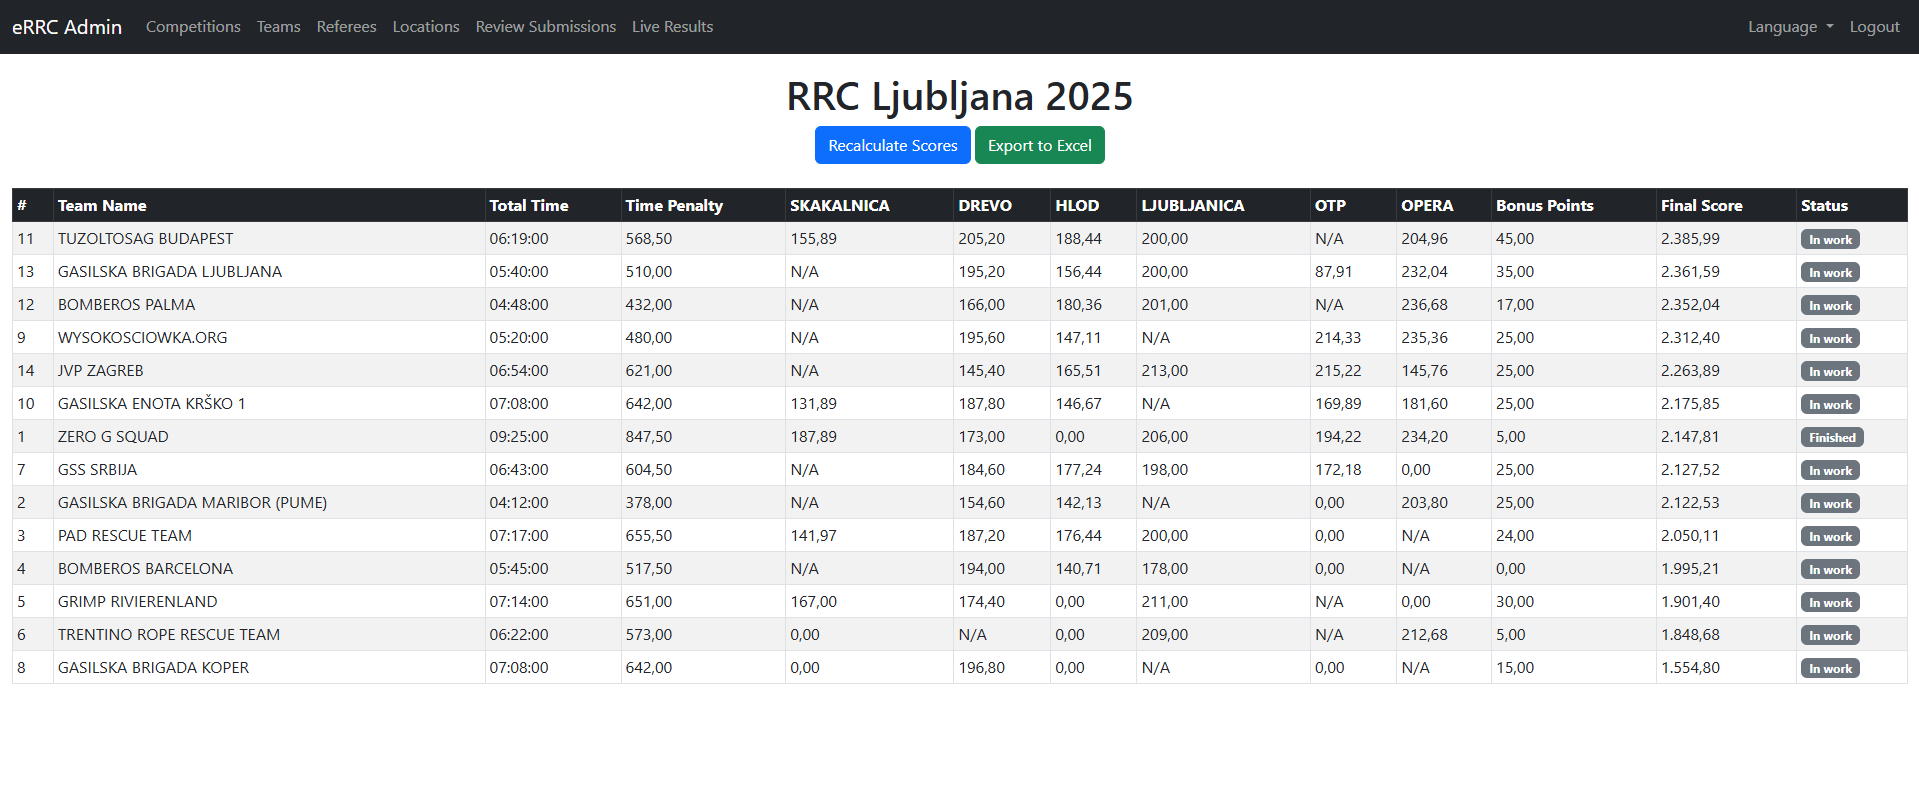 eRRC Admin Competitions Teams Referees Locations Review Submissions Live Results Language Logout
RRC Ljubljana 2025
Recalculate Scores Export to Excel
# Team Name Total Time Time Penalty SKAKALNICA DREVO HLOD LJUBLJANICA OTP OPERA Bonus Points Final Score Status
11 TUZOLTOSAG BUDAPEST 06:19:00 568,50 155,89 205,20 188,44 200,00 N/A 204,96 45,00 2.385,99 In work
13 GASILSKA BRIGADA LJUBLJANA 05:40:00 510,00 N/A 195,20 156,44 200,00 87,91 232,04 35,00 2.361,59 In work
12 BOMBEROS PALMA 04:48:00 432,00 N/A 166,00 180,36 201,00 N/A 236,68 17,00 2.352,04 In work
9 WYSOKOSCIOWKA.ORG 05:20:00 480,00 N/A 195,60 147,11 N/A 214,33 235,36 25,00 2.312,40 In work
14 JVP ZAGREB 06:54:00 621,00 N/A 145,40 165,51 213,00 215,22 145,76 25,00 2.263,89 In work
10 GASILSKA ENOTA KRŠKO 1 07:08:00 642,00 131,89 187,80 146,67 N/A 169,89 181,60 25,00 2.175,85 In work
1 ZERO G SQUAD 09:25:00 847,50 187,89 173,00 0,00 206,00 194,22 234,20 5,00 2.147,81 Finished
7 GSS SRBIJA 06:43:00 604,50 N/A 184,60 177,24 198,00 172,18 0,00 25,00 2.127,52 In work
2 GASILSKA BRIGADA MARIBOR (PUME) 04:12:00 378,00 N/A 154,60 142,13 N/A 0,00 203,80 25,00 2.122,53 In work
3 PAD RESCUE TEAM 07:17:00 655,50 141,97 187,20 176,44 200,00 0,00 N/A 24,00 2.050,11 In work
4 BOMBEROS BARCELONA 05:45:00 517,50 N/A 194,00 140,71 178,00 0,00 N/A 0,00 1.995,21 In work
5 GRIMP RIVIERENLAND 07:14:00 651,00 167,00 174,40 0,00 211,00 N/A 0,00 30,00 1.901,40 In work
6 TRENTINO ROPE RESCUE TEAM 06:22:00 573,00 0,00 N/A 0,00 209,00 N/A 212,68 5,00 1.848,68 In work
8 GASILSKA BRIGADA KOPER 07:08:00 642,00 0,00 196,80 0,00 N/A 0,00 N/A 15,00 1.554,80 In work